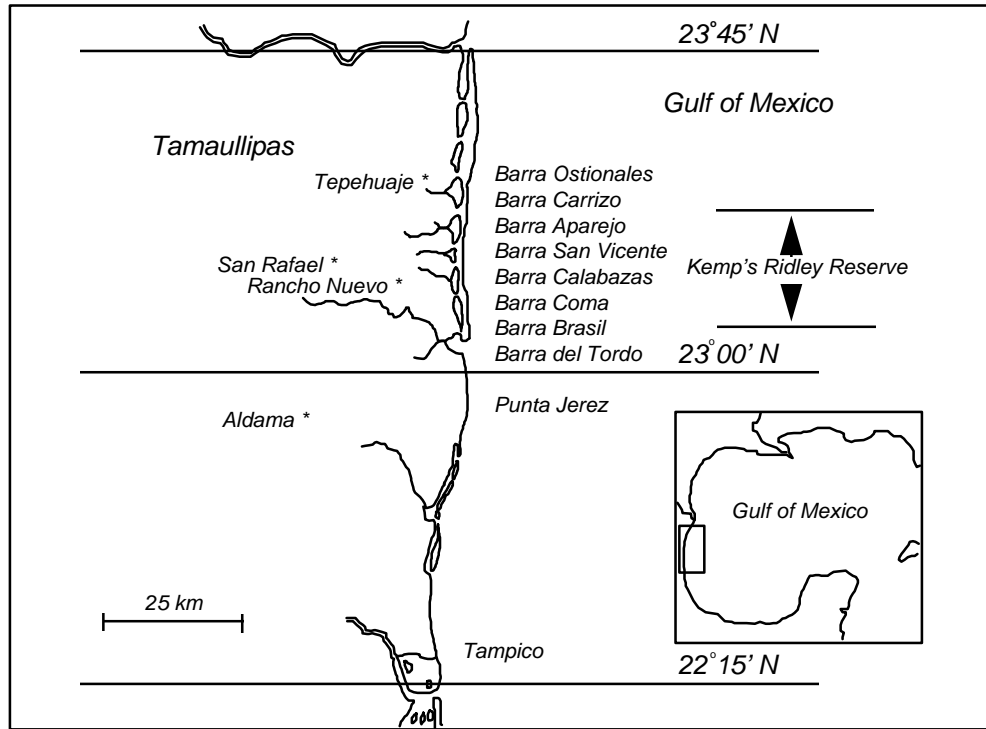 23°45' N
Gulf of Mexico
Tamaullipas
Tepehuaje *
Barra Ostionales
Barra Carrizo
Barra Aparejo
Barra San Vicente
Barra Calabazas
Barra Coma
Barra Brasil
Barra del Tordo
San Rafael *
Rancho Nuevo *
Kemp's Ridley Reserve
23°00' N
Aldama *
Punta Jerez
Gulf of Mexico
25 km
Tampico
22°15' N